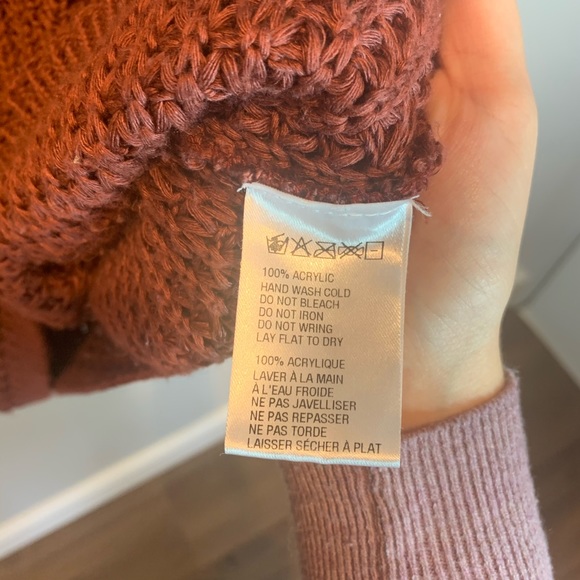 100% ACRYLIC
HAND WASH COLD
DO NOT BLEACH
DO NOT IRON
DO NOT WRING
LAY FLAT TO DRY
100% ACRYLIQUE
LAVER À LA MAIN
À L'EAU FROIDE
NE PAS JAVELLISER
NE PAS REPASSER
NE PAS TORDE
LAISSER SÉCHER À PLAT